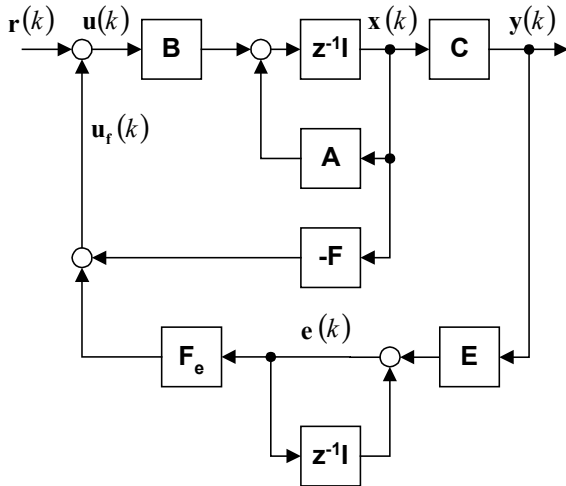 r(k) u(k) B z⁻¹I x(k) C y(k)
u_f(k)
A
-F
e(k)
F_e E
z⁻¹I